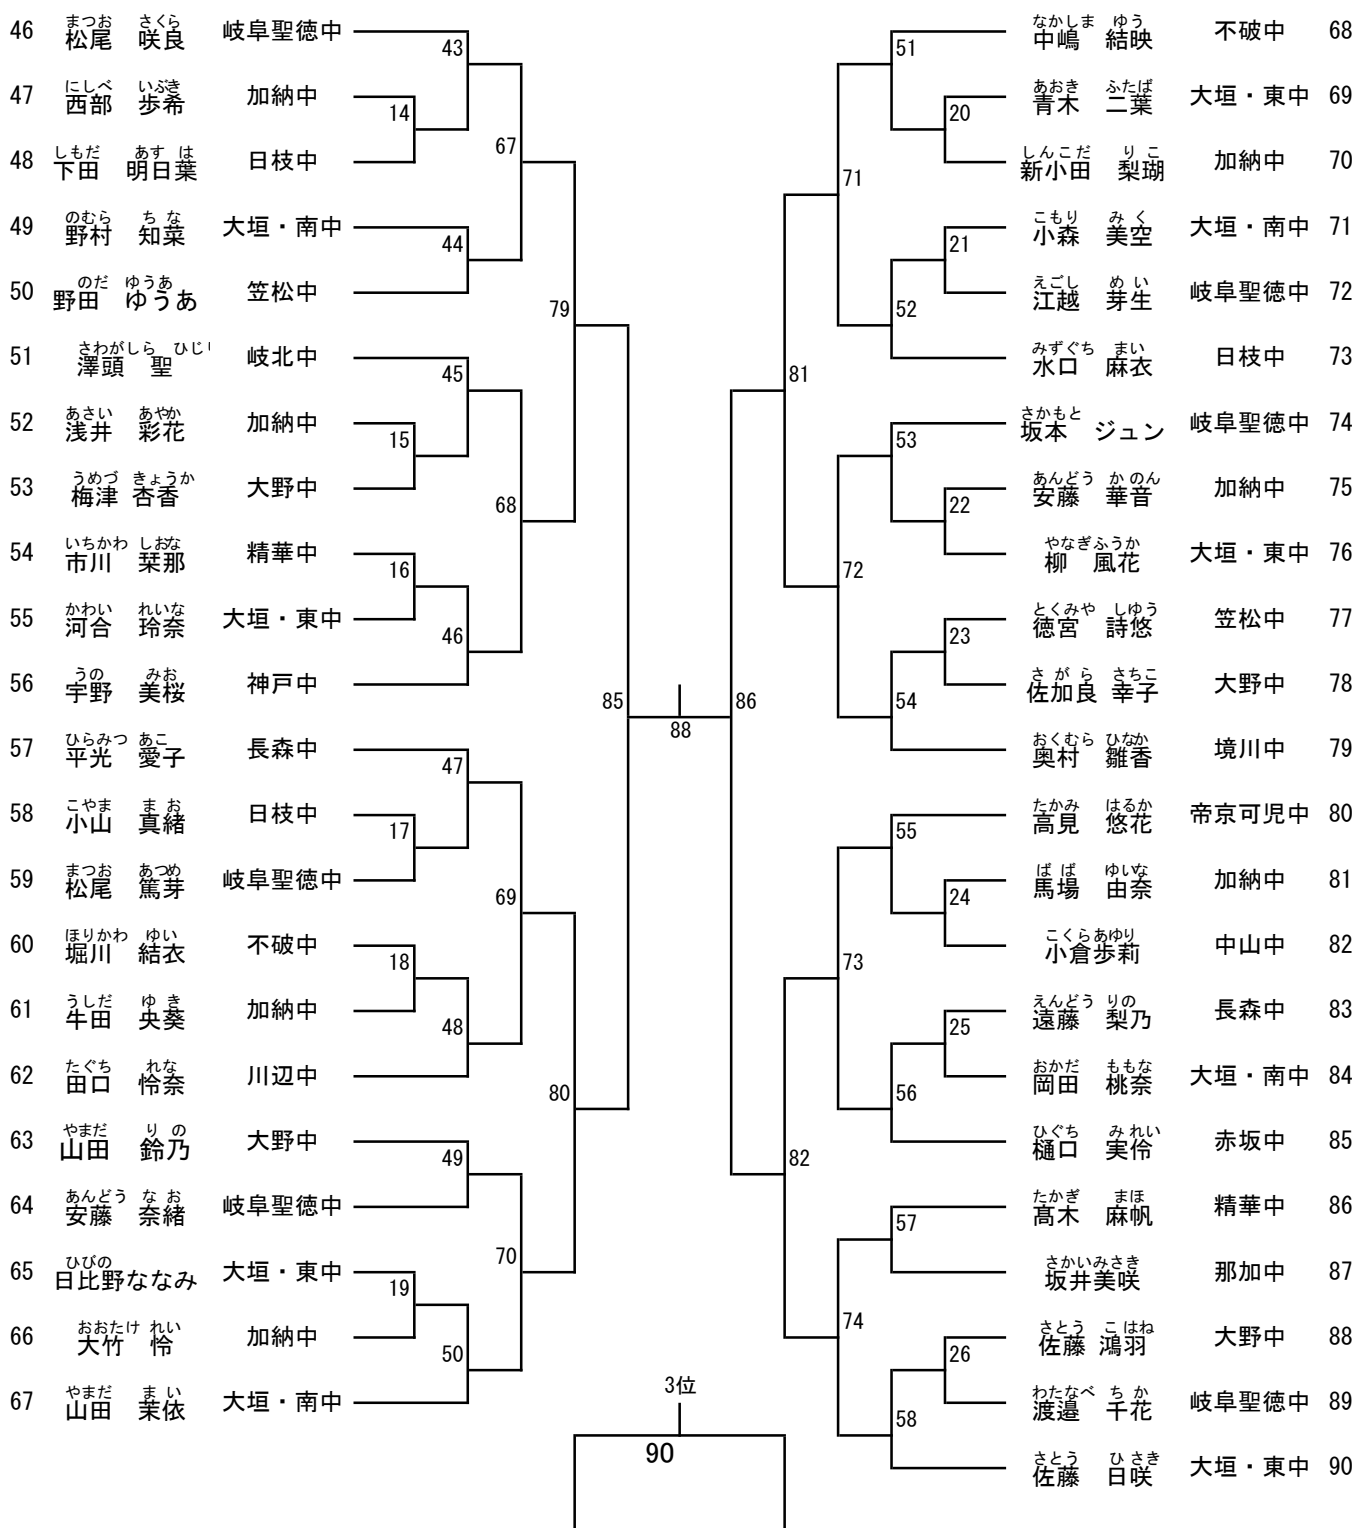 46 まつお さくら 松尾 咲良 岐阜聖徳中
47 にしべ いぶき 西部 歩希 加納中
48 しもだ あす は 下田 明日葉 日枝中
49 のむら ち な 野村 知菜 大垣・南中
50 のだ ゆうあ 野田 ゆうあ 笠松中
51 さわがしら ひじ 澤頭 聖 岐北中
52 あさい あやか 浅井 彩花 加納中
53 うめづ きょうか 梅津 杏香 大野中
54 いちかわ しおな 市川 栞那 精華中
55 かわい れいな 河合 玲奈 大垣・東中
56 うの みお 宇野 美桜 神戸中
57 ひらみつ あこ 平光 愛子 長森中
58 こやま ま お 小山 真緒 日枝中
59 まつお あつめ 松尾 篤芽 岐阜聖徳中
60 ほりかわ ゆい 堀川 結衣 不破中
61 うしだ ゆ き 牛田 央葵 加納中
62 たぐち れな 田口 怜奈 川辺中
63 やまだ り の 山田 鈴乃 大野中
64 あんどう な お 安藤 奈緒 岐阜聖徳中
65 ひびの 日比野ななみ 大垣・東中
66 おおたけ れい 大竹 怜 加納中
67 やまだ ま い 山田 茉依 大垣・南中
43
14
67
44
79
45
15
68
16
46
85
47
17
69
18
48
80
49
70
19
50
88
3位
90
86
51
20
71
21
52
81
53
22
72
23
54
55
24
73
25
56
82
57
74
26
58
なかしま ゆう 中嶋 結映 不破中 68
あおき ふたば 青木 二葉 大垣・東中 69
しんこだ り こ 新小田 梨瑚 加納中 70
こもり み く 小森 美空 大垣・南中 71
えごし め い 江越 芽生 岐阜聖徳中 72
みずぐち まい 水口 麻衣 日枝中 73
さかもと 坂本 ジュン 岐阜聖徳中 74
あんどう か のん 安藤 華音 加納中 75
やなぎふうか 柳 風花 大垣・東中 76
とくみや しゆう 徳宮 詩悠 笠松中 77
さ が ら さちこ 佐加良 幸子 大野中 78
おくむら ひなか 奥村 雛香 境川中 79
たかみ はるか 高見 悠花 帝京可児中 80
ば ば ゆいな 馬場 由奈 加納中 81
こくらあゆり 小倉歩莉 中山中 82
えんどう りの 遠藤 梨乃 長森中 83
おかだ ももな 岡田 桃奈 大垣・南中 84
ひぐち み れい 樋口 実伶 赤坂中 85
たかぎ まほ 髙木 麻帆 精華中 86
さかいみさき 坂井美咲 那加中 87
さとう こ はね 佐藤 鴻羽 大野中 88
わたなべ ち か 渡邉 千花 岐阜聖徳中 89
さとう ひ さき 佐藤 日咲 大垣・東中 90